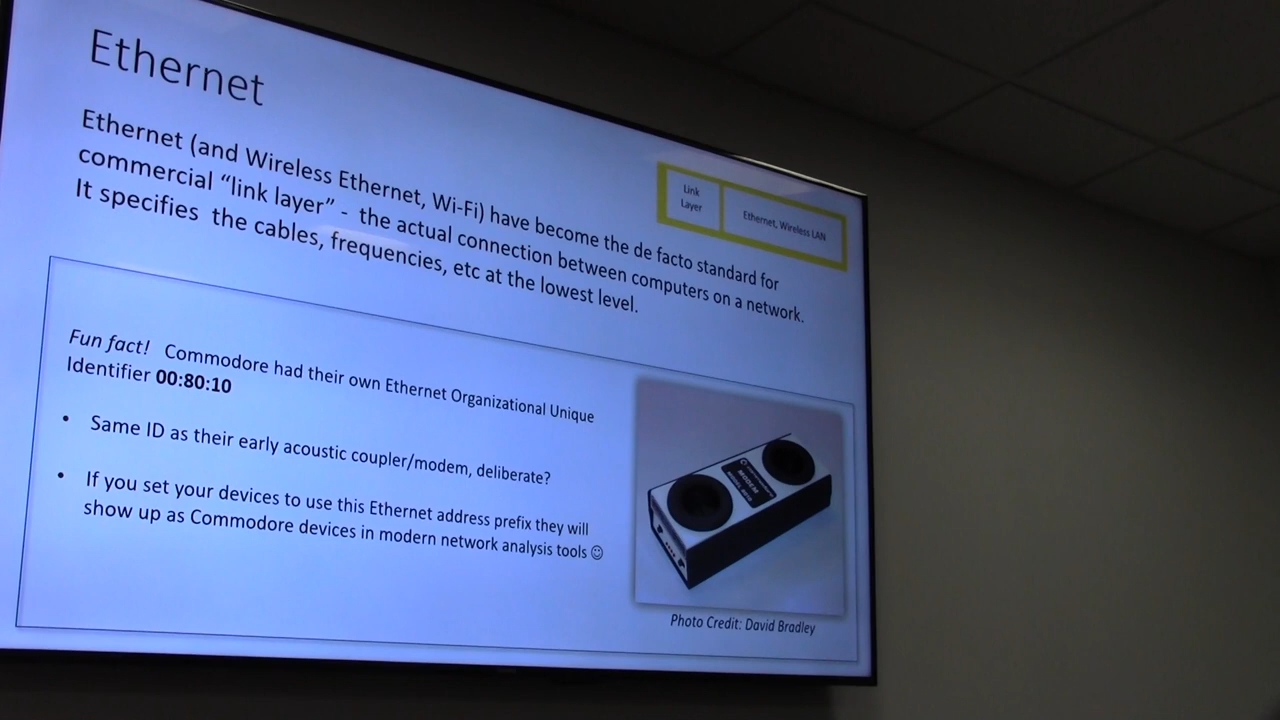 Ethernet
Ethernet (and Wireless Ethernet, Wi-Fi) have become the de facto standard for
commercial “link layer” - the actual connection between computers on a network.
It specifies the cables, frequencies, etc at the lowest level.
Link
Layer
Ethernet, Wireless LAN
Fun fact! Commodore had their own Ethernet Organizational Unique
Identifier 00:80:10
• Same ID as their early acoustic coupler/modem, deliberate?
• If you set your devices to use this Ethernet address prefix they will
show up as Commodore devices in modern network analysis tools ☺
MODEM
Photo Credit: David Bradley